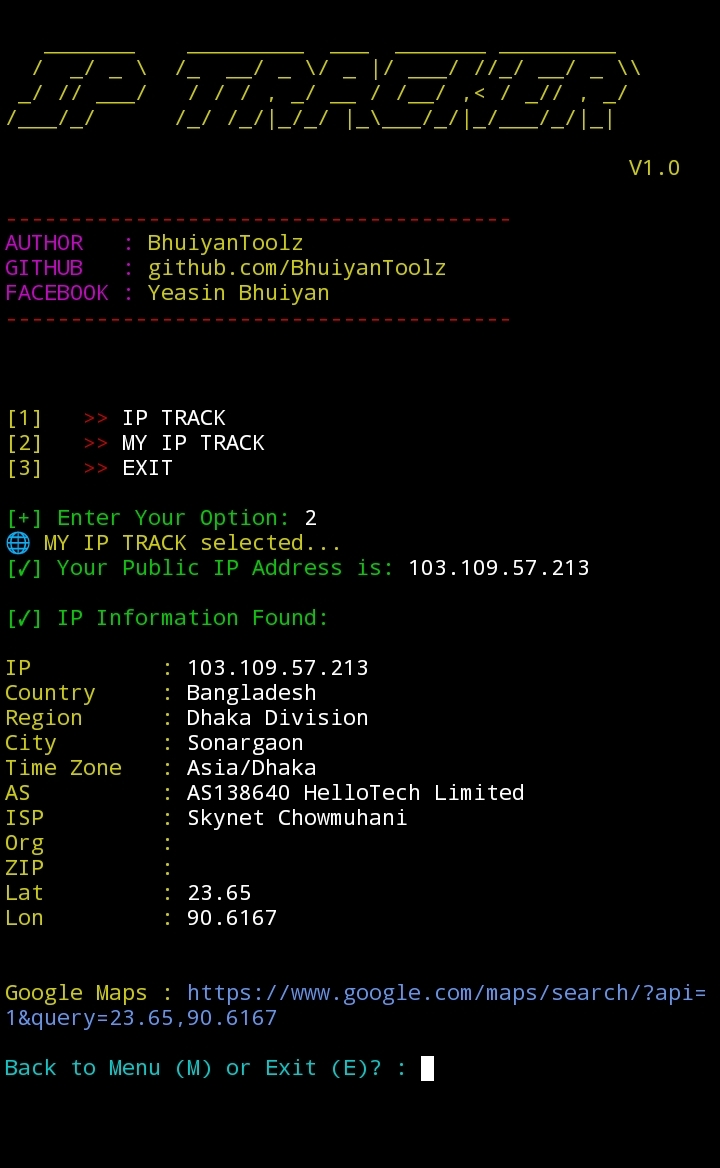 IP TRACKER
V1.0
---------------------------------------
AUTHOR : BhuiyanToolz
GITHUB : github.com/BhuiyanToolz
FACEBOOK : Yeasin Bhuiyan
---------------------------------------
[1] >> IP TRACK
[2] >> MY IP TRACK
[3] >> EXIT
[+] Enter Your Option: 2
🌐 MY IP TRACK selected...
[✓] Your Public IP Address is: 103.109.57.213
[✓] IP Information Found:
IP : 103.109.57.213
Country : Bangladesh
Region : Dhaka Division
City : Sonargaon
Time Zone : Asia/Dhaka
AS : AS138640 HelloTech Limited
ISP : Skynet Chowmuhani
Org :
ZIP :
Lat : 23.65
Lon : 90.6167
Google Maps : https://www.google.com/maps/search/?api=
1&query=23.65,90.6167
Back to Menu (M) or Exit (E)? :